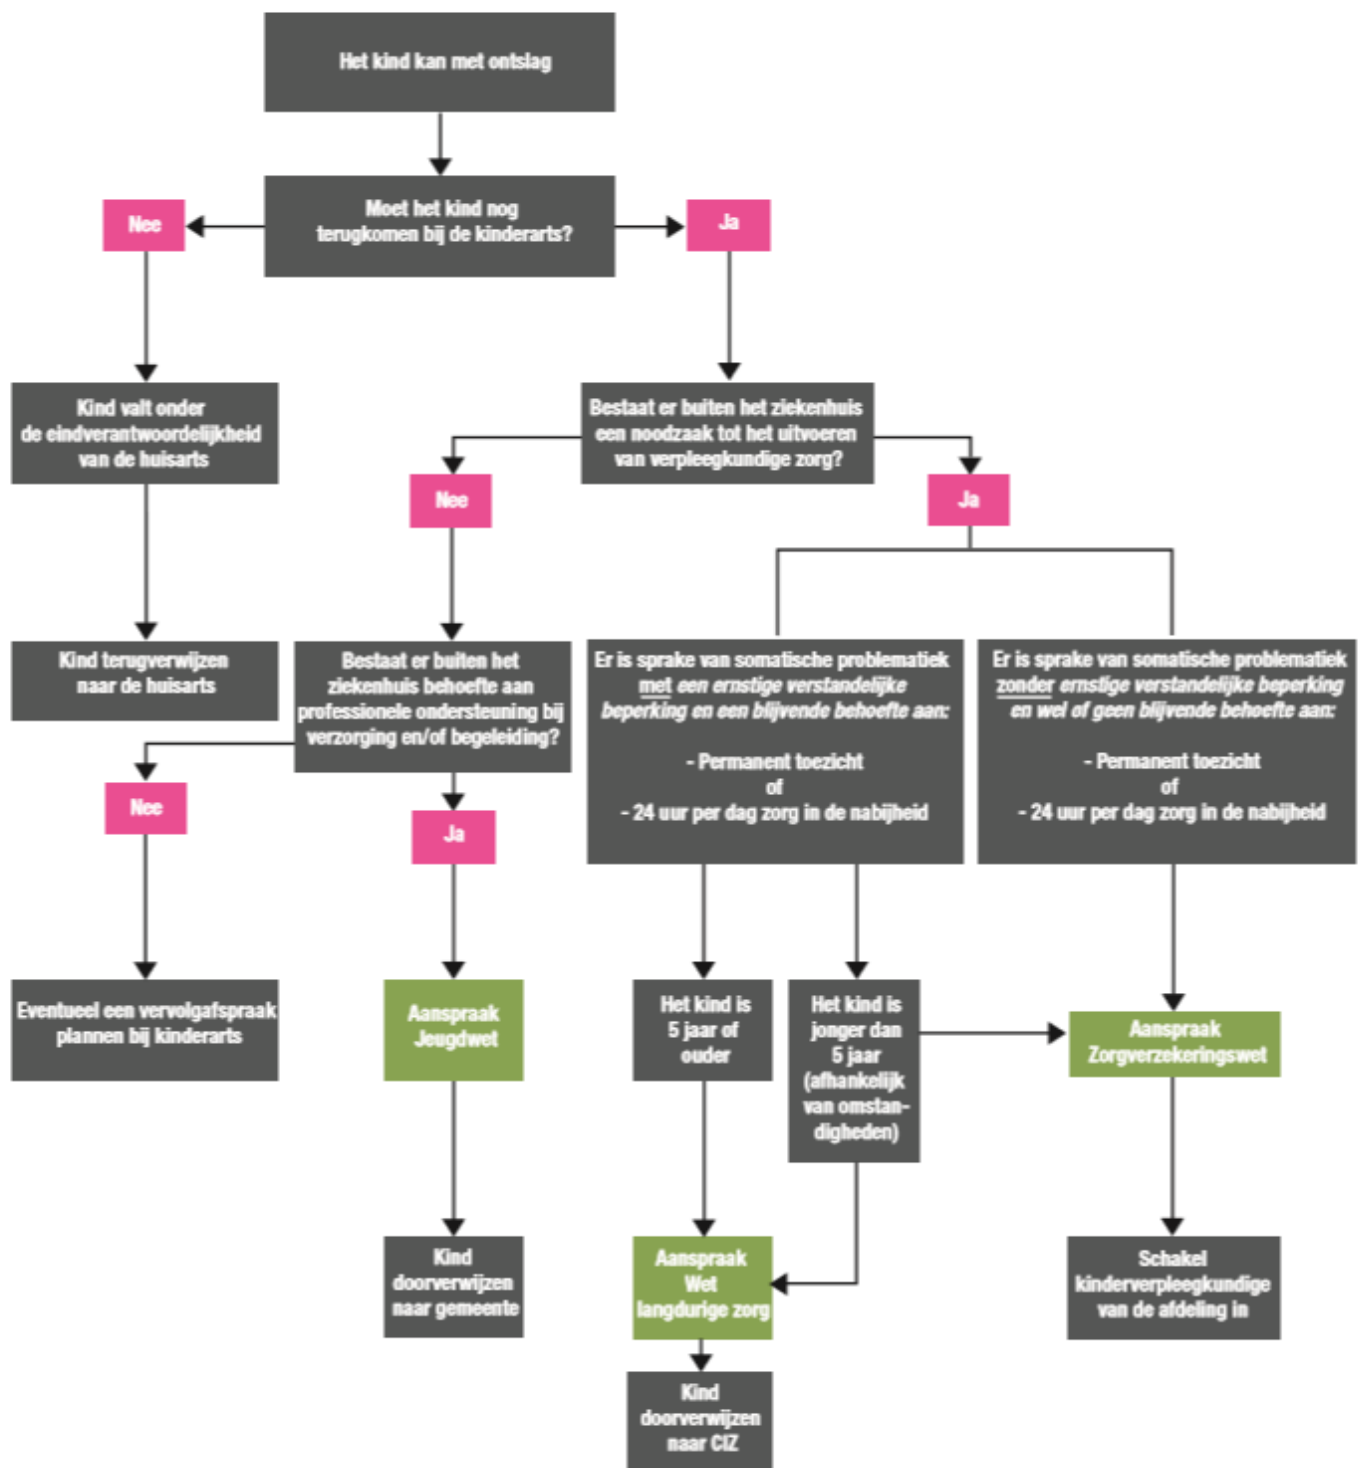 Het kind kan met ontslag
Moet het kind nog
terugkomen bij de kinderarts?
Nee
Ja
Kind valt onder
de eindverantwoordelijkheid
van de huisarts
Bestaat er buiten het ziekenhuis
een noodzaak tot het uitvoeren
van verpleegkundige zorg?
Nee
Ja
Kind terugverwijzen
naar de huisarts
Bestaat er buiten het
ziekenhuis behoefte aan
professionele ondersteuning bij
verzorging en/of begeleiding?
Er is sprake van somatische problematiek
met een ernstige verstandelijke
beperking en een blijvende behoefte aan:
- Permanent toezicht
of
- 24 uur per dag zorg in de nabijheid
Er is sprake van somatische problematiek
zonder ernstige verstandelijke beperking
en wel of geen blijvende behoefte aan:
- Permanent toezicht
of
- 24 uur per dag zorg in de nabijheid
Nee
Ja
Eventueel een vervolgafspraak
plannen bij kinderarts
Aanspraak
Jeugdwet
Het kind is
5 jaar of
ouder
Het kind is
jonger dan
5 jaar
(afhankelijk
van omstan-
digheden)
Aanspraak
Zorgverzekeringswet
Kind
doorverwijzen
naar gemeente
Aanspraak
Wet
langdurige zorg
Schakel
kinderverpleegkundige
van de afdeling in
Kind
doorverwijzen
naar CIZ